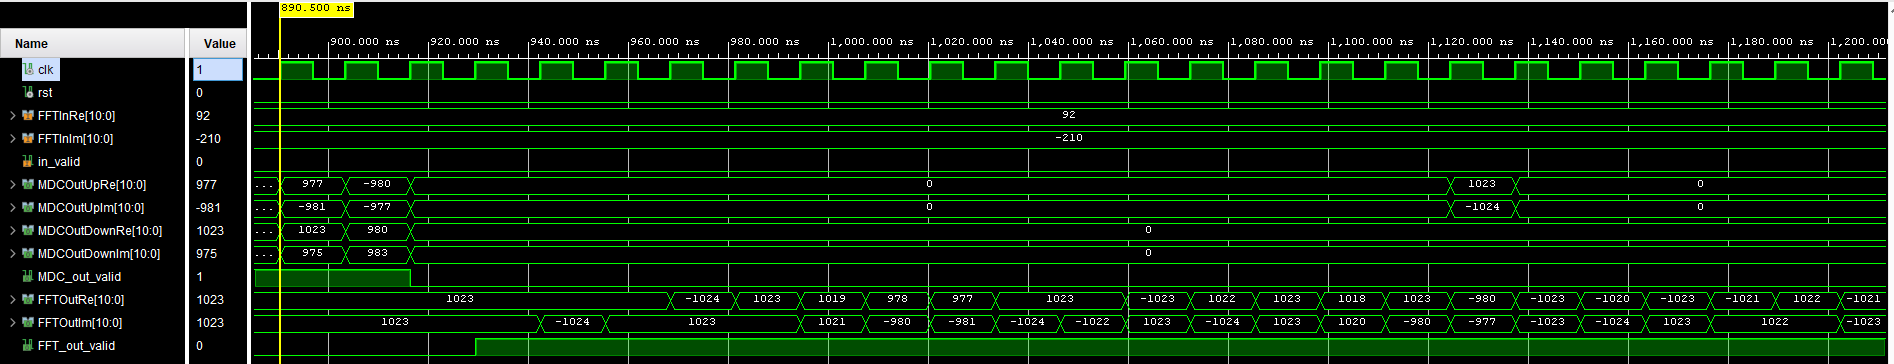 890.500 ns
Name Value
900.000 ns 920.000 ns 940.000 ns 960.000 ns 980.000 ns 1,000.000 ns 1,020.000 ns 1,040.000 ns 1,060.000 ns 1,080.000 ns 1,100.000 ns 1,120.000 ns 1,140.000 ns 1,160.000 ns 1,180.000 ns 1,200.00
clk 1
rst 0
FFTInRe[10:0] 92 92
FFTInIm[10:0] -210 -210
in_valid 0
MDCOutUpRe[10:0] 977 ... 977 -980 0 1023 0
MDCOutUpIm[10:0] -981 ... -981 -977 0 -1024 0
MDCOutDownRe[10:0] 1023 ... 1023 980 0
MDCOutDownIm[10:0] 975 ... 975 983 0
MDC_out_valid 1
FFTOutRe[10:0] 1023 1023 -1024 1023 1019 978 977 1023 -1023 1022 1023 1018 1023 -980 -1023 -1020 -1023 -1021 1022 -1021
FFTOutIm[10:0] 1023 1023 -1024 1023 1021 -980 -981 -1024 -1022 1023 -1024 1023 1020 -980 -977 -1023 -1024 1023 1022 -1023
FFT_out_valid 0